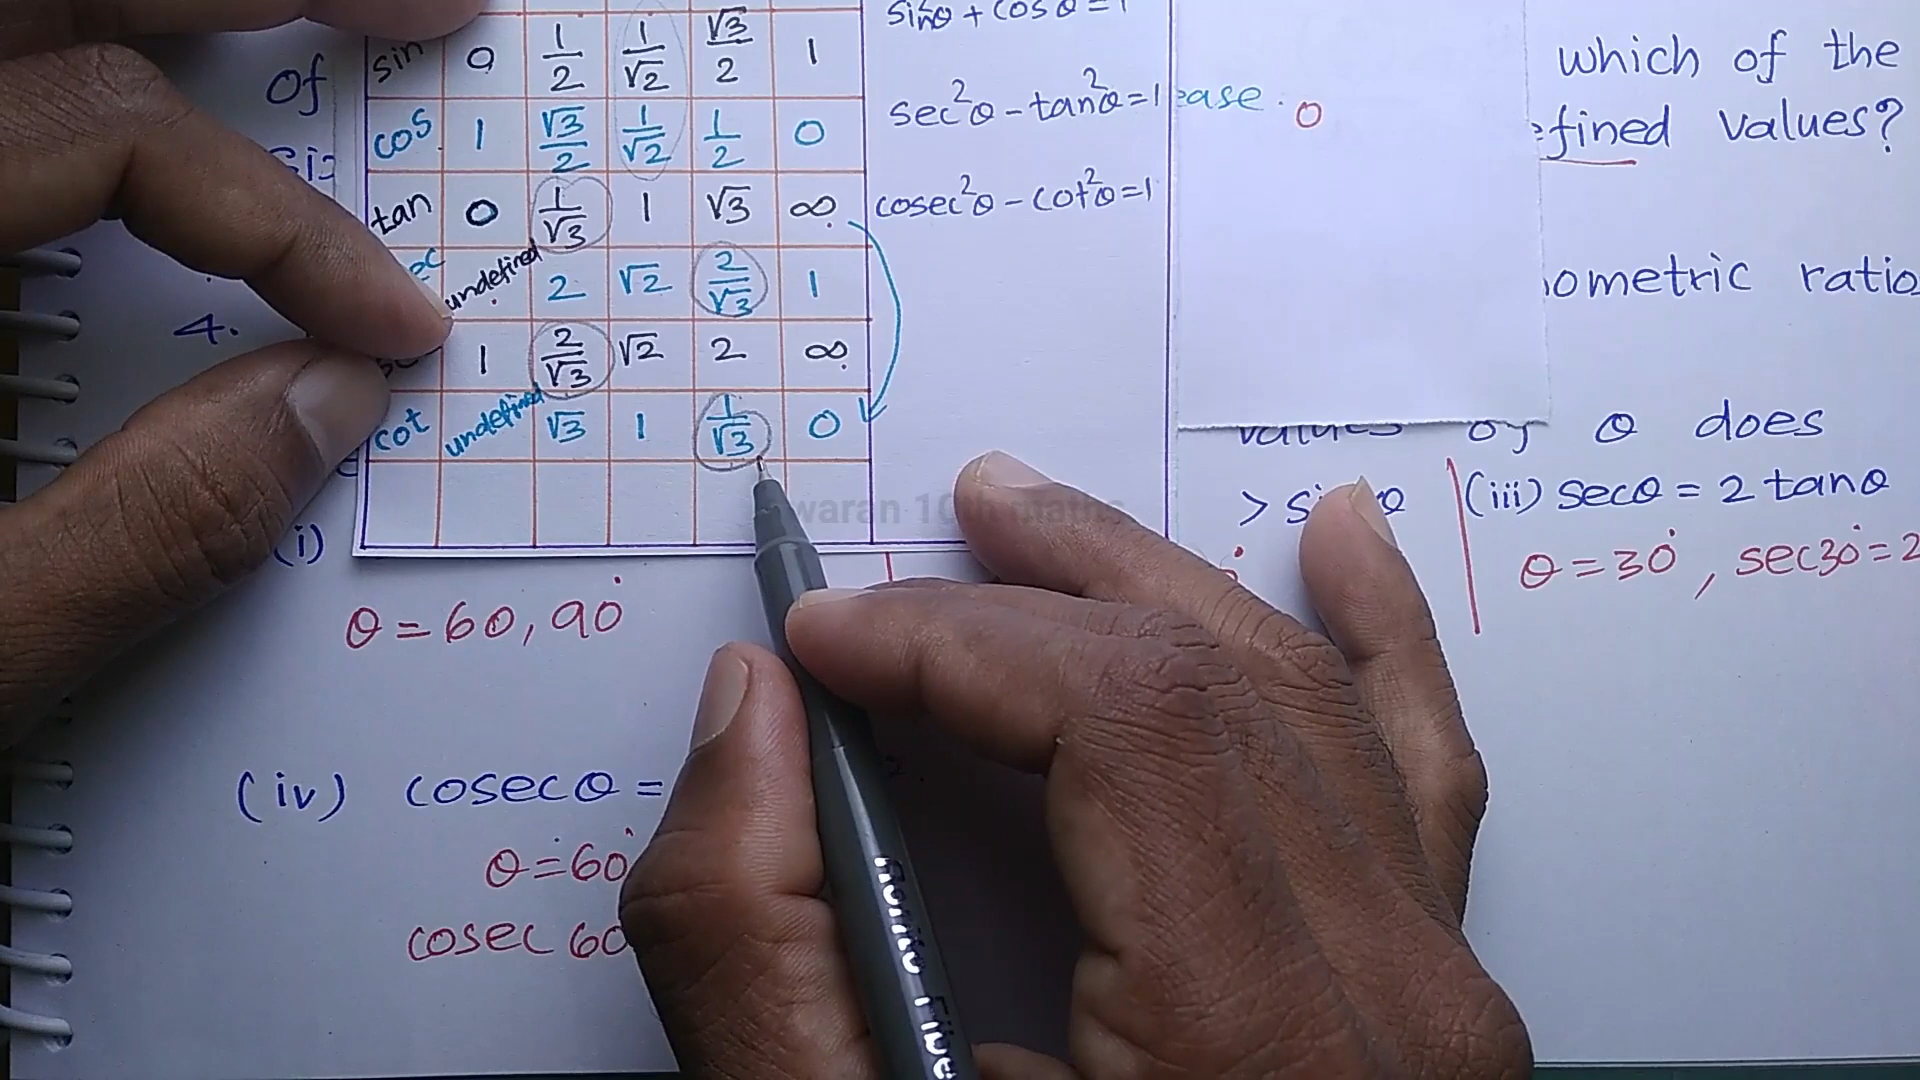 sin²θ + cos²θ = 1
of
sin 0 1/2 1/√2 √3/2 1
which of the
cos 1 √3/2 1/√2 1/2 0
sec²θ - tan²θ = 1
ease.
0
efined values?
tan 0 1/√3 1 √3 ∞
cosec²θ - cot²θ = 1
undefined 2 √2 2/√3 1
ometric ratio
4.
1 2/√3 √2 2 ∞
cot undefined √3 1 1/√3 0
values of θ does
waran 10th maths
(iii) secθ = 2 tanθ
(i)
θ = 60, 90°
θ = 30°, sec30° = 2
(iv) cosecθ =
θ = 60°
cosec 60